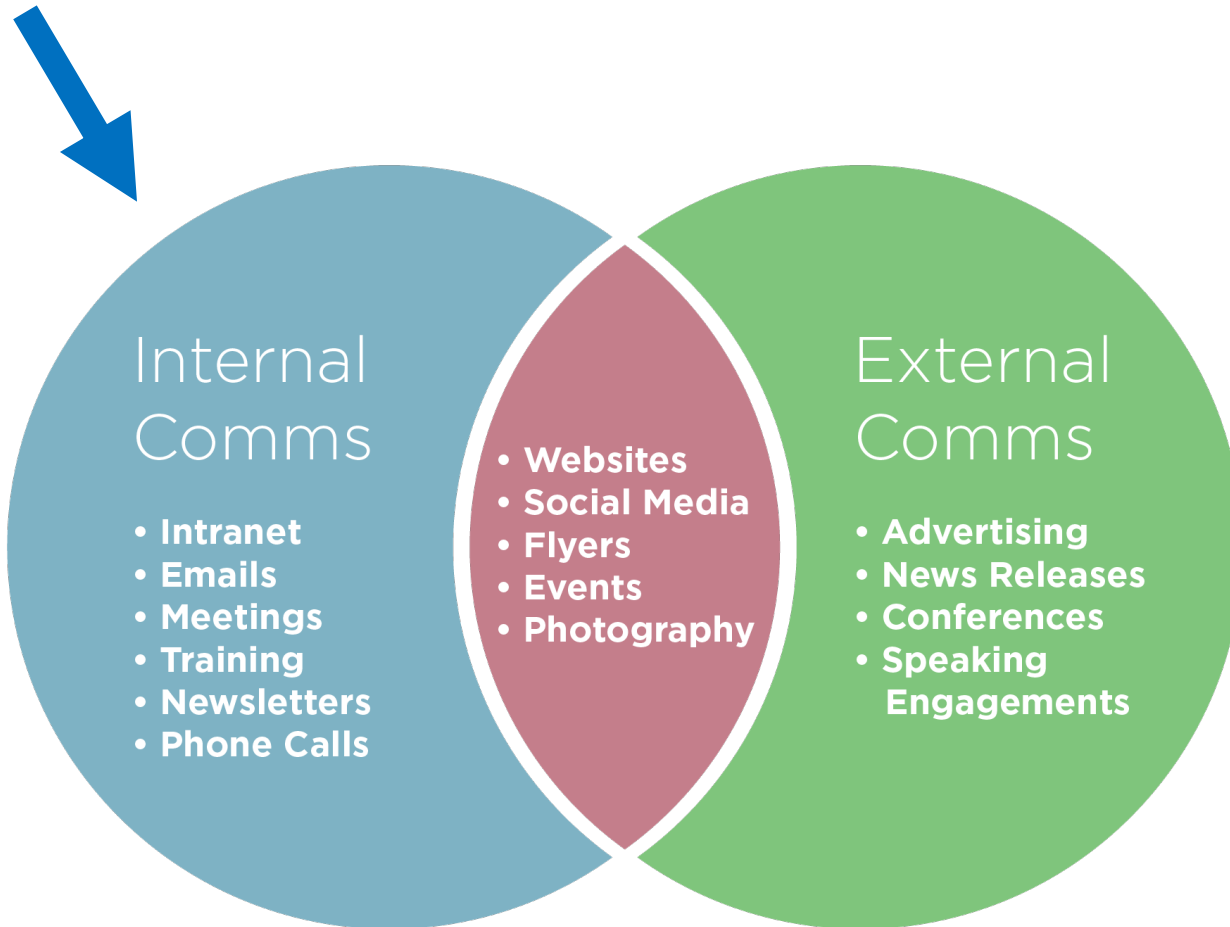 Internal
Comms
• Intranet
• Emails
• Meetings
• Training
• Newsletters
• Phone Calls
• Websites
• Social Media
• Flyers
• Events
• Photography
External
Comms
• Advertising
• News Releases
• Conferences
• Speaking
Engagements